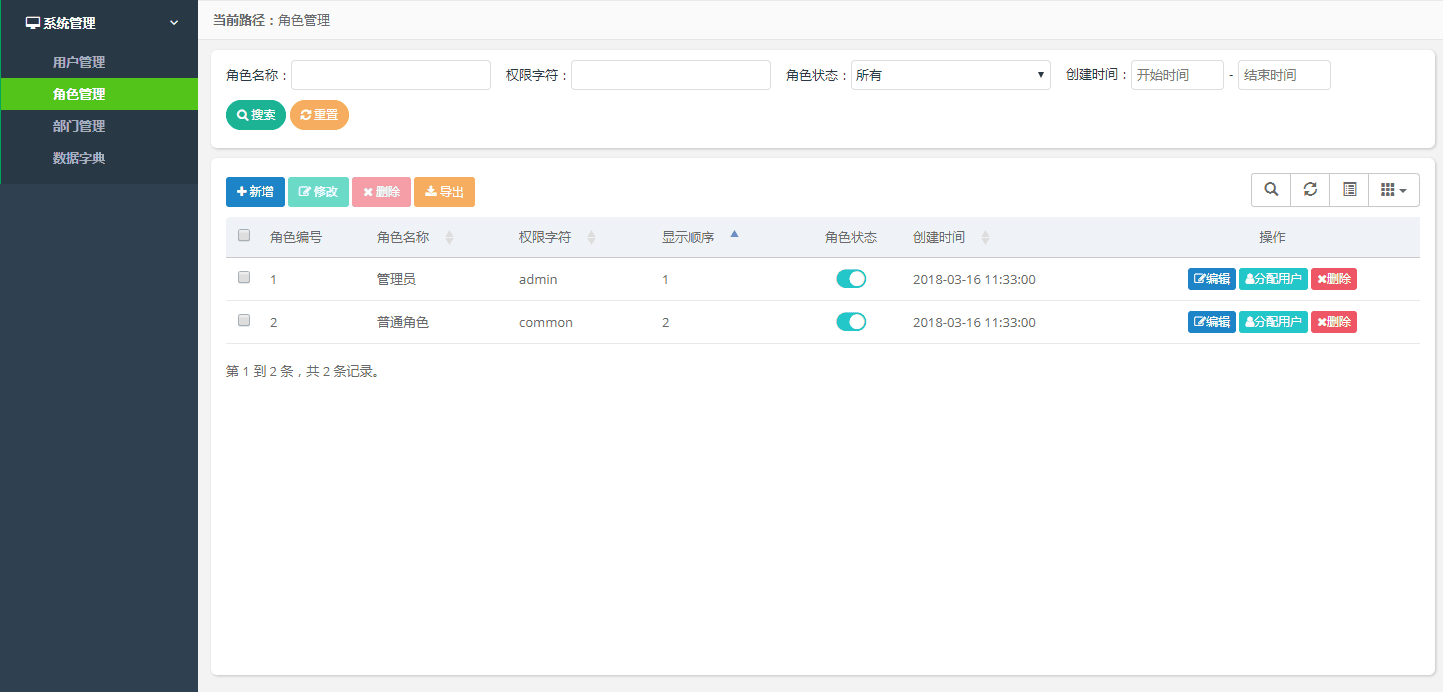 系统管理
用户管理
角色管理
部门管理
数据字典
当前路径：角色管理
角色名称： 权限字符： 角色状态： 所有 创建时间： 开始时间 - 结束时间
搜索 重置
新增 修改 删除 导出
角色编号 角色名称 权限字符 显示顺序 角色状态 创建时间 操作
1 管理员 admin 1 2018-03-16 11:33:00 编辑 分配用户 删除
2 普通角色 common 2 2018-03-16 11:33:00 编辑 分配用户 删除
第 1 到 2 条，共 2 条记录。